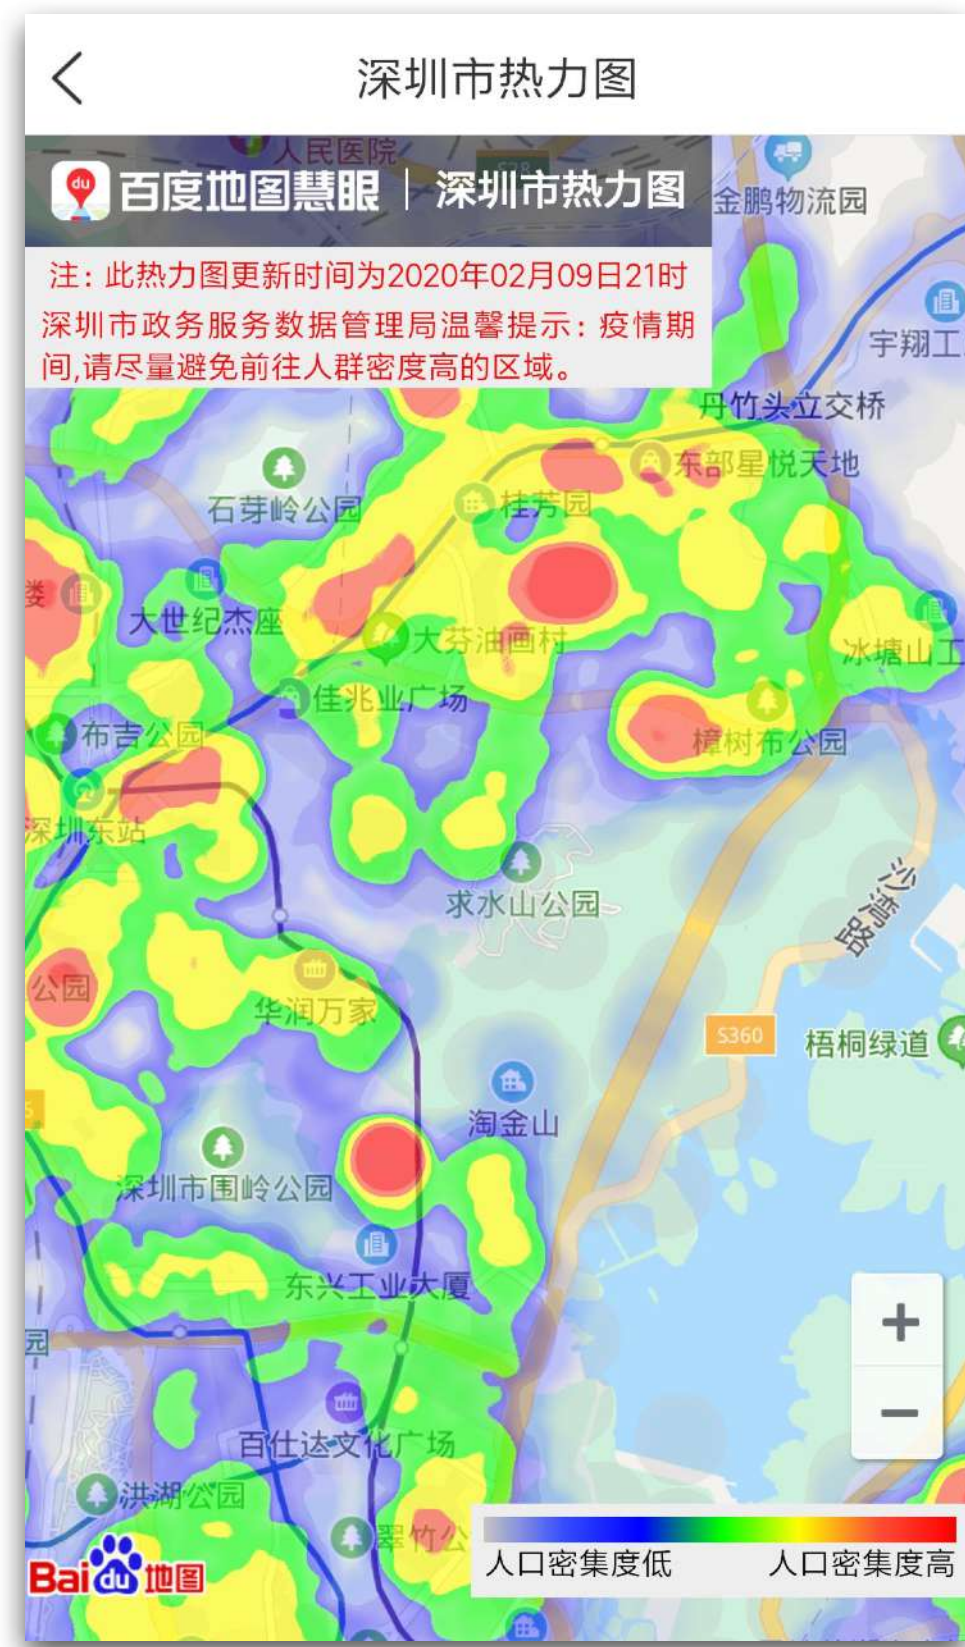 深圳市热力图
人民医院
S28
du 百度地图慧眼 | 深圳市热力图
金鹏物流园
注: 此热力图更新时间为2020年02月09日21时
深圳市政务服务数据管理局温馨提示: 疫情期
间,请尽量避免前往人群密度高的区域。
宇翔工
丹竹头立交桥
东部星悦天地
石芽岭公园
桂芳园
楼
大世纪杰座
大芬油画村
冰塘山工
佳兆业广场
布吉公园
樟树布公园
深圳东站
求水山公园
沙湾路
公园
华润万家
S360
梧桐绿道
淘金山
深圳市围岭公园
东兴工业大厦
+
园
−
百仕达文化广场
洪湖公园
翠竹公
人口密集度低
人口密集度高
Bai du 地图